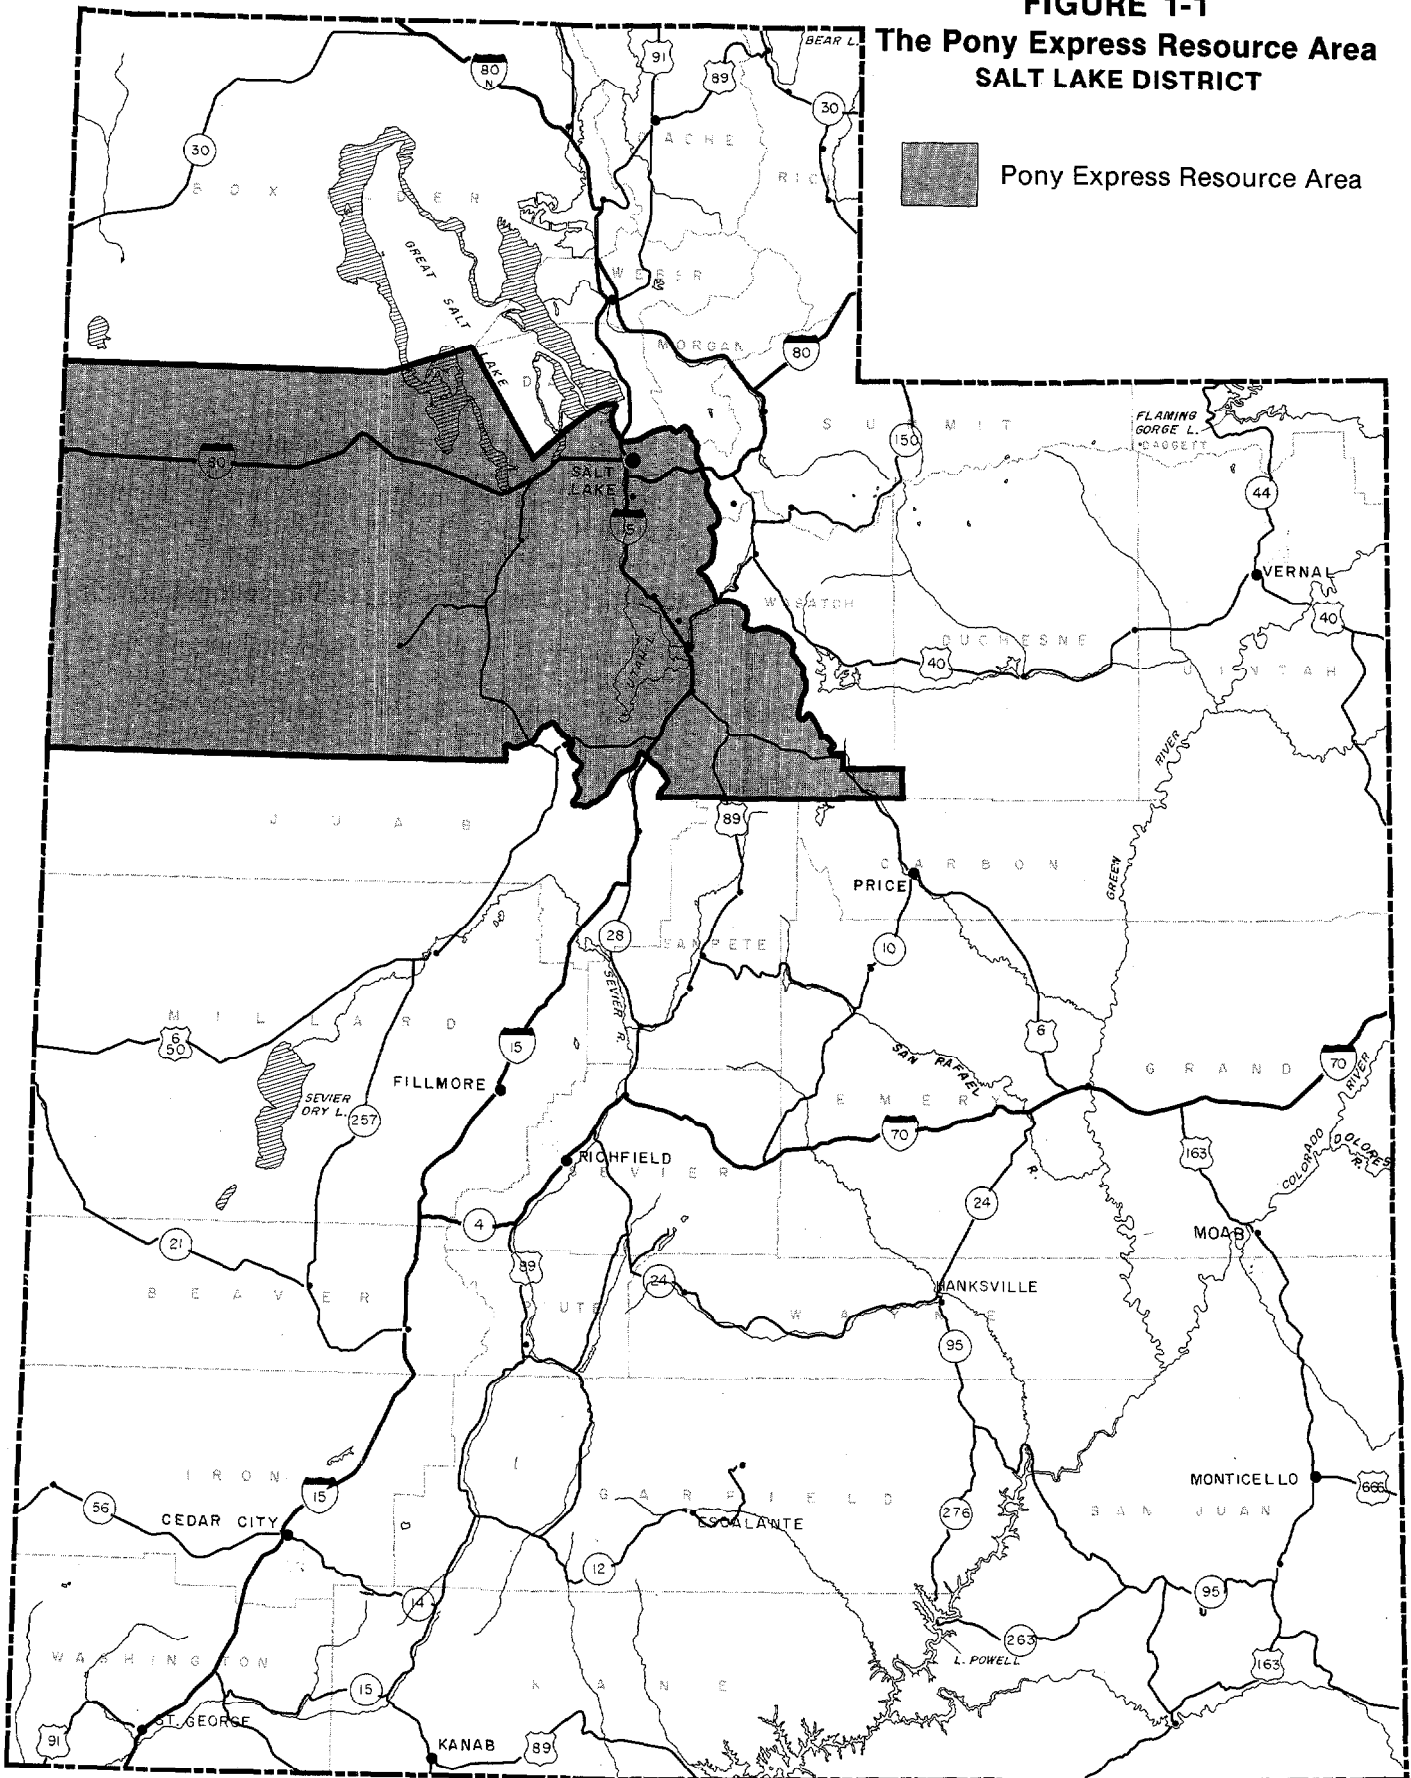 FIGURE 1-1
The Pony Express Resource Area
SALT LAKE DISTRICT
Pony Express Resource Area
BEAR L.
91
89
80
N
30
30
CACHE
RICH
BOX
ELDER
GREAT SALT LAKE
WEBER
MORGAN
80
SUMMIT
150
FLAMING
GORGE L.
DAGGETT
44
80
SALT
LAKE
15
VERNAL
WASATCH
40
DUCHESNE
40
UINTAH
UTAH L.
RIVER
GREEN
JUAB
89
CARBON
PRICE
28
SANPETE
10
SEVIER R.
MILLARD
6
50
15
6
SAN RAFAEL
R.
GRAND
70
RIVER
COLORADO
DOLORES
R.
FILLMORE
SEVIER
DRY L.
257
EMERY
70
163
RICHFIELD
SEVIER
24
4
21
MOAB
89
24
HANKSVILLE
BEAVER
PIUTE
WAYNE
95
IRON
15
56
CEDAR CITY
GARFIELD
ESCALANTE
276
MONTICELLO
666
SAN JUAN
12
14
95
263
L. POWELL
163
WASHINGTON
15
KANE
ST. GEORGE
91
KANAB
89